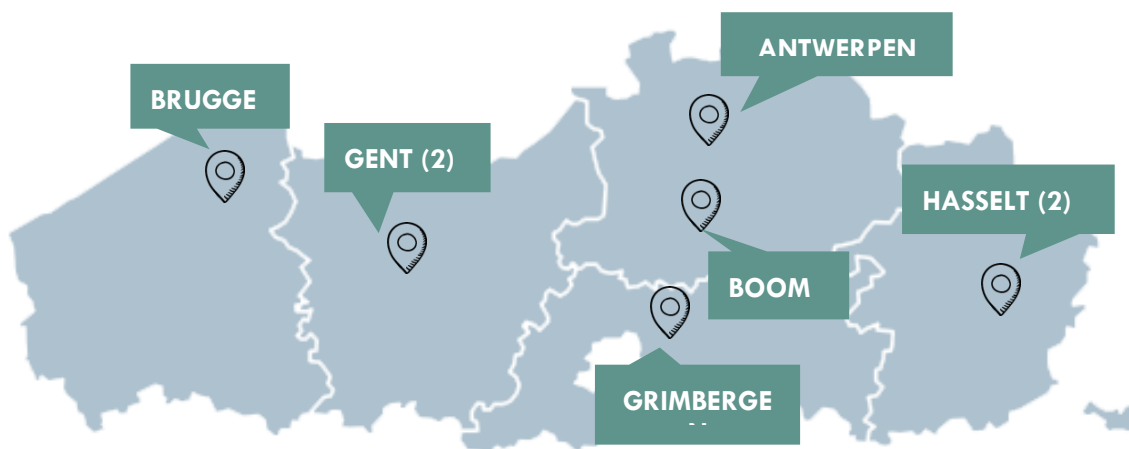 ANTWERPEN
BRUGGE
GENT (2)
HASSELT (2)
BOOM
GRIMBERGE